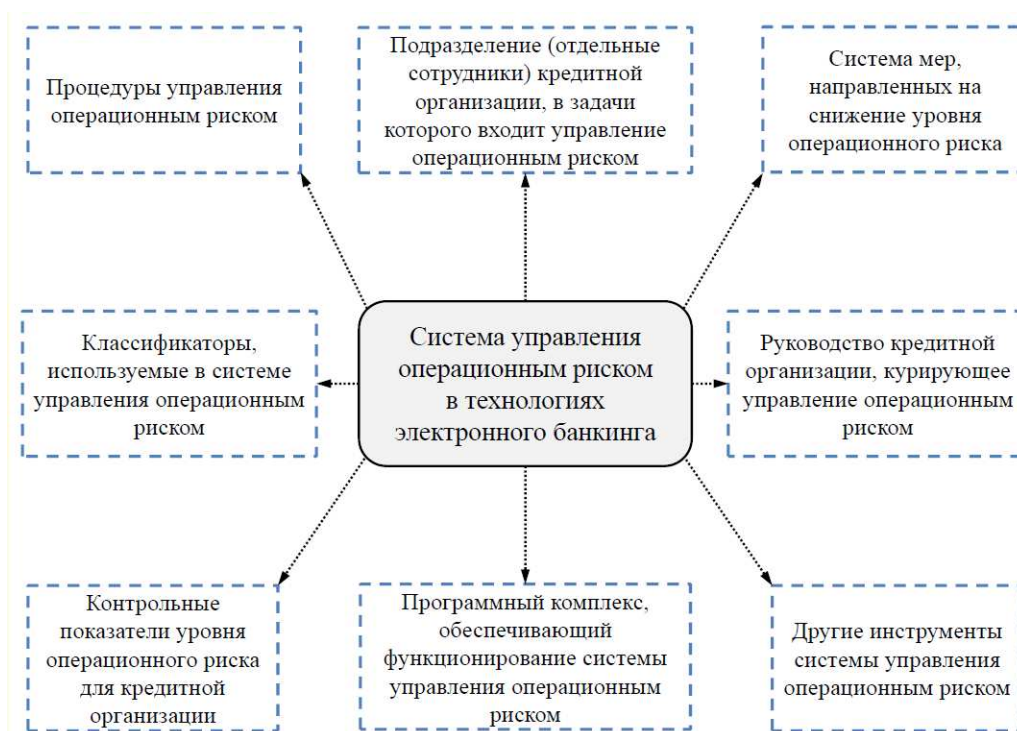 Процедуры управления
операционным риском
Подразделение (отдельные
сотрудники) кредитной
организации, в задачи
которого входит управление
операционным риском
Система мер,
направленных на
снижение уровня
операционного риска
Классификаторы,
используемые в системе
управления операционным
риском
Система управления
операционным риском
в технологиях
электронного банкинга
Руководство кредитной
организации, курирующее
управление операционным
риском
Контрольные
показатели уровня
операционного риска
для кредитной
организации
Программный комплекс,
обеспечивающий
функционирование системы
управления операционным
риском
Другие инструменты
системы управления
операционным риском